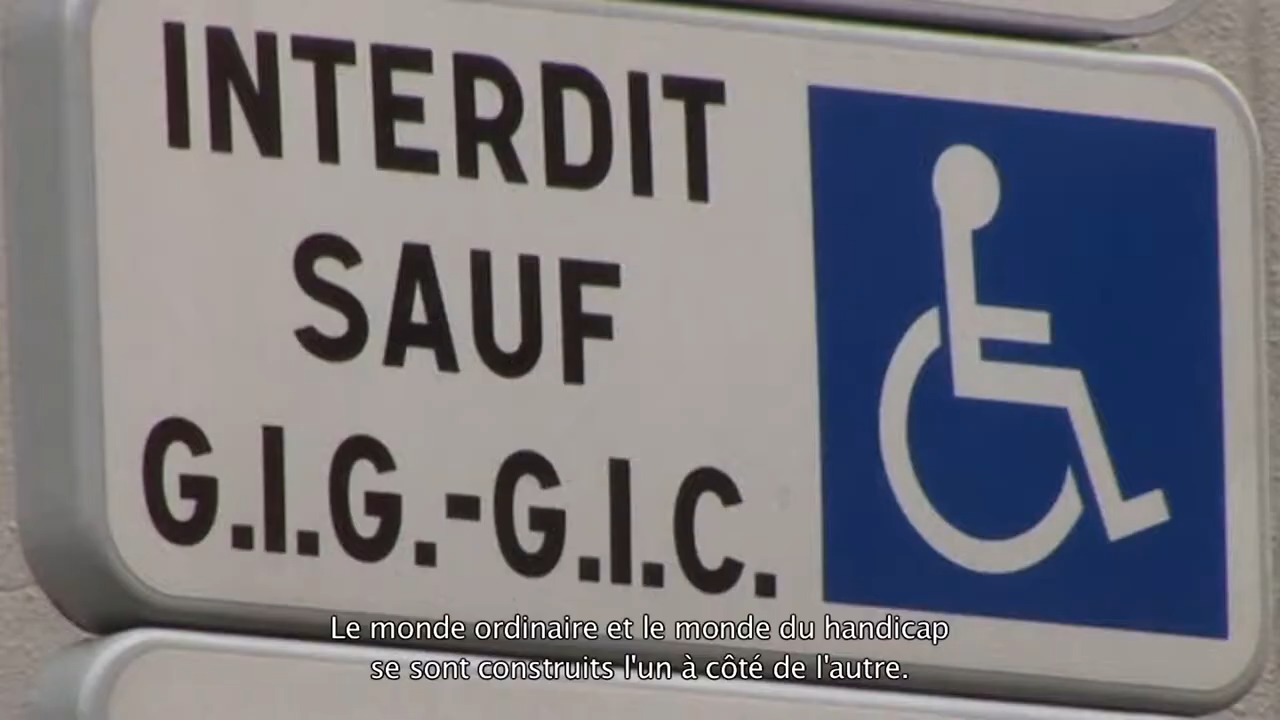 INTERDIT
SAUF
G.I.G.-G.I.C.
Le monde ordinaire et le monde du handicap
se sont construits l'un à côté de l'autre.